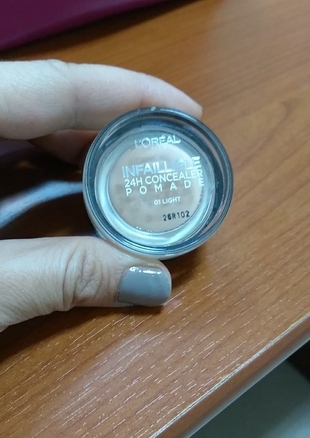 L'ORÉAL
INFAILLIBLE
24H CONCEALER
POMADE
01 LIGHT
26R102